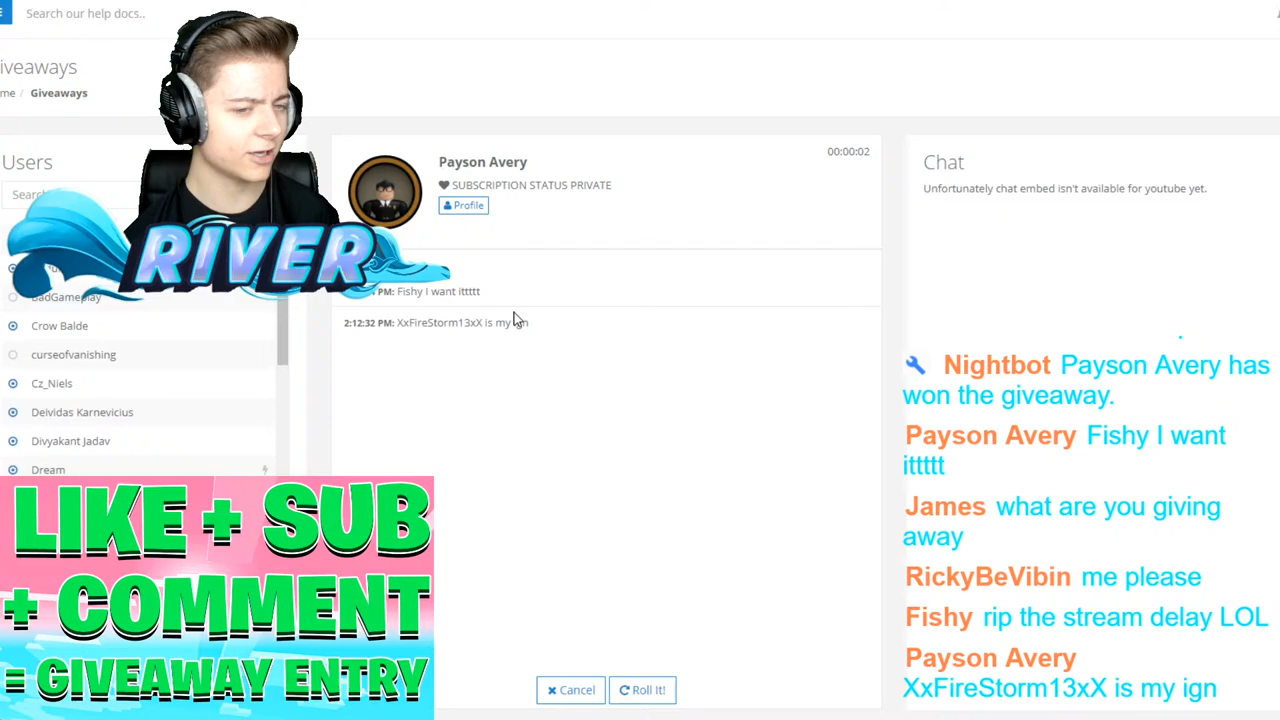 Search our help docs..
iveaways
me / Giveaways
Users
Searc
BadGameplay
Crow Balde
curseofvanishing
Cz_Niels
Deividas Karnevicius
Divyakant Jadav
Dream
RIVER
LIKE + SUB
+ COMMENT
= GIVEAWAY ENTRY
Payson Avery
00:00:02
SUBSCRIPTION STATUS PRIVATE
Profile
PM: Fishy I want ittttt
2:12:32 PM: XxFireStorm13xX is my ign
Cancel
Roll It!
Chat
Unfortunately chat embed isn't available for youtube yet.
Nightbot Payson Avery has
won the giveaway.
Payson Avery Fishy I want
ittttt
James what are you giving
away
RickyBeVibin me please
Fishy rip the stream delay LOL
Payson Avery
XxFireStorm13xX is my ign